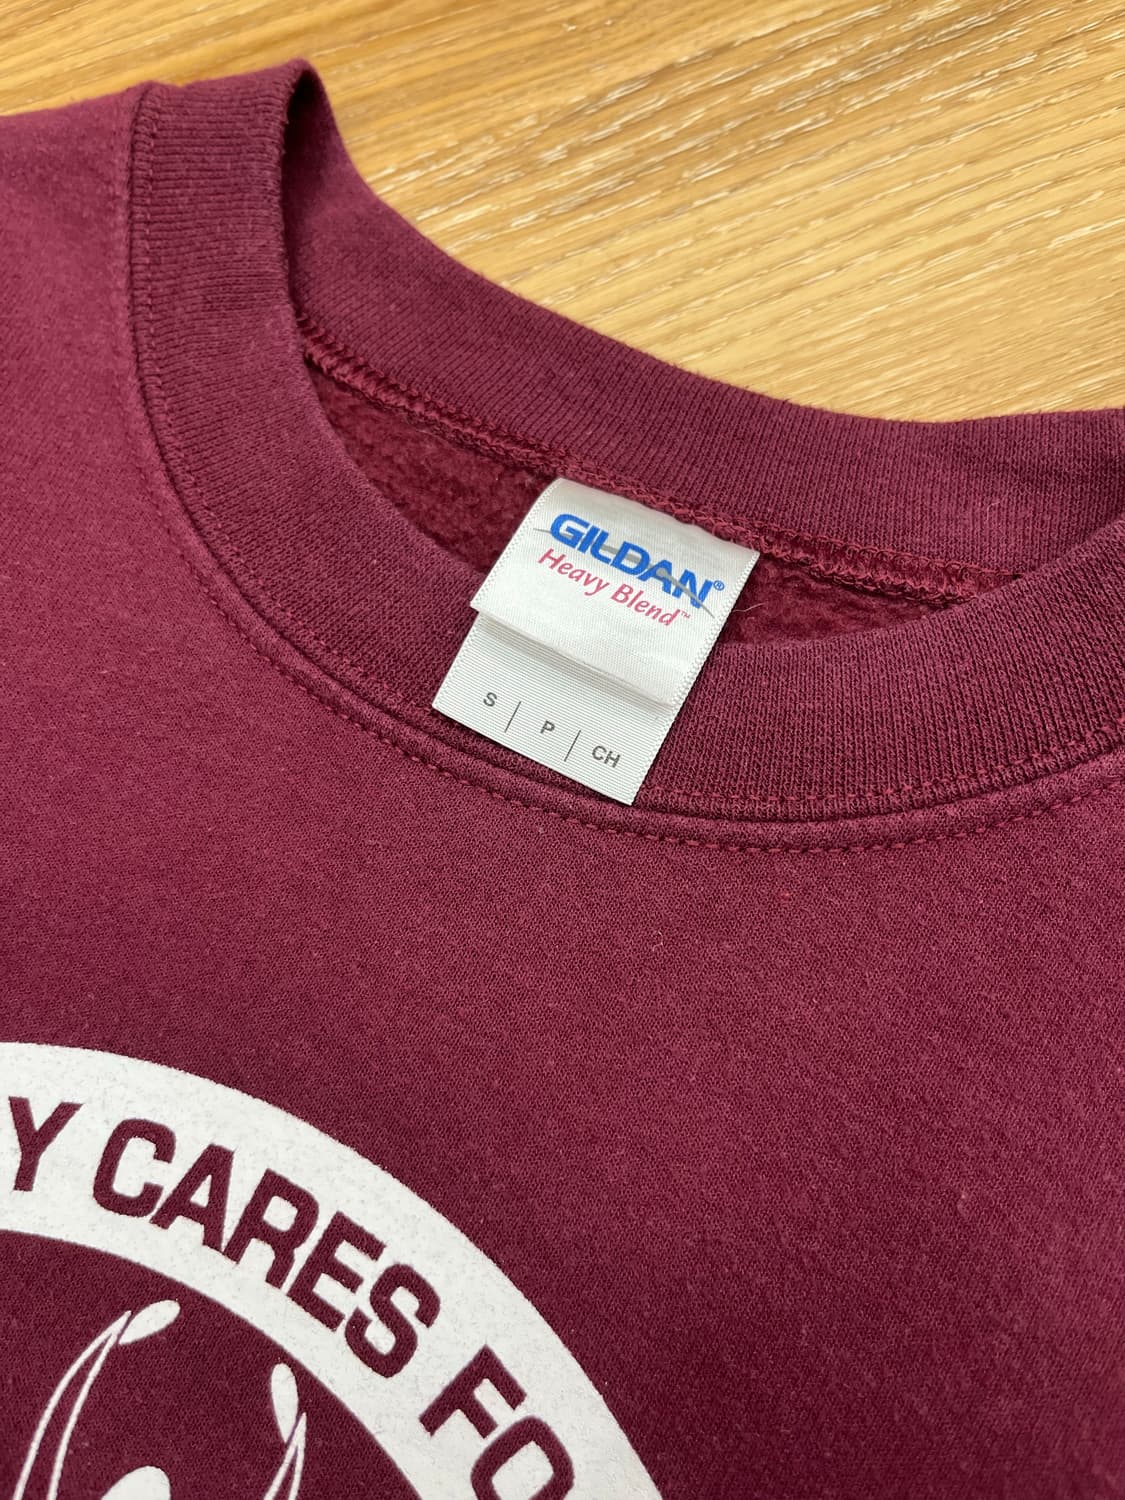 GILDAN®
Heavy Blend™
S | P | CH
Y CARES FO